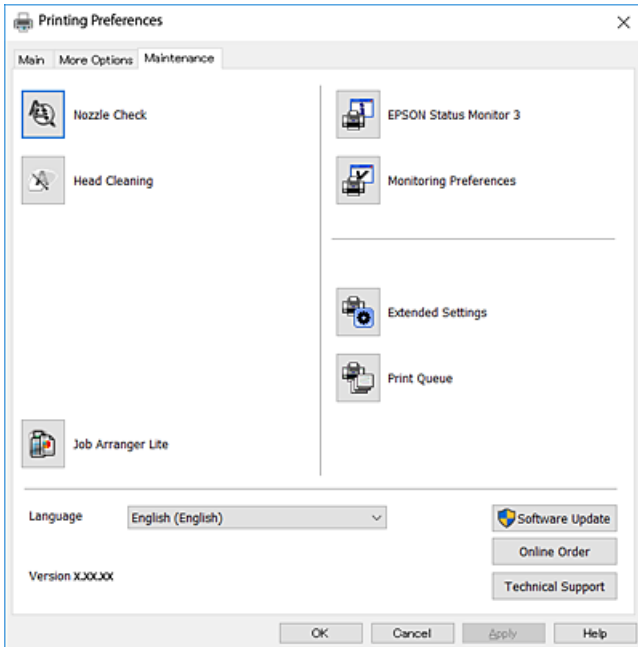 Printing Preferences
Main More Options Maintenance
Nozzle Check
Head Cleaning
Job Arranger Lite
EPSON Status Monitor 3
Monitoring Preferences
Extended Settings
Print Queue
Language English (English)
Version X.XX.XX
Software Update
Online Order
Technical Support
OK Cancel Apply Help